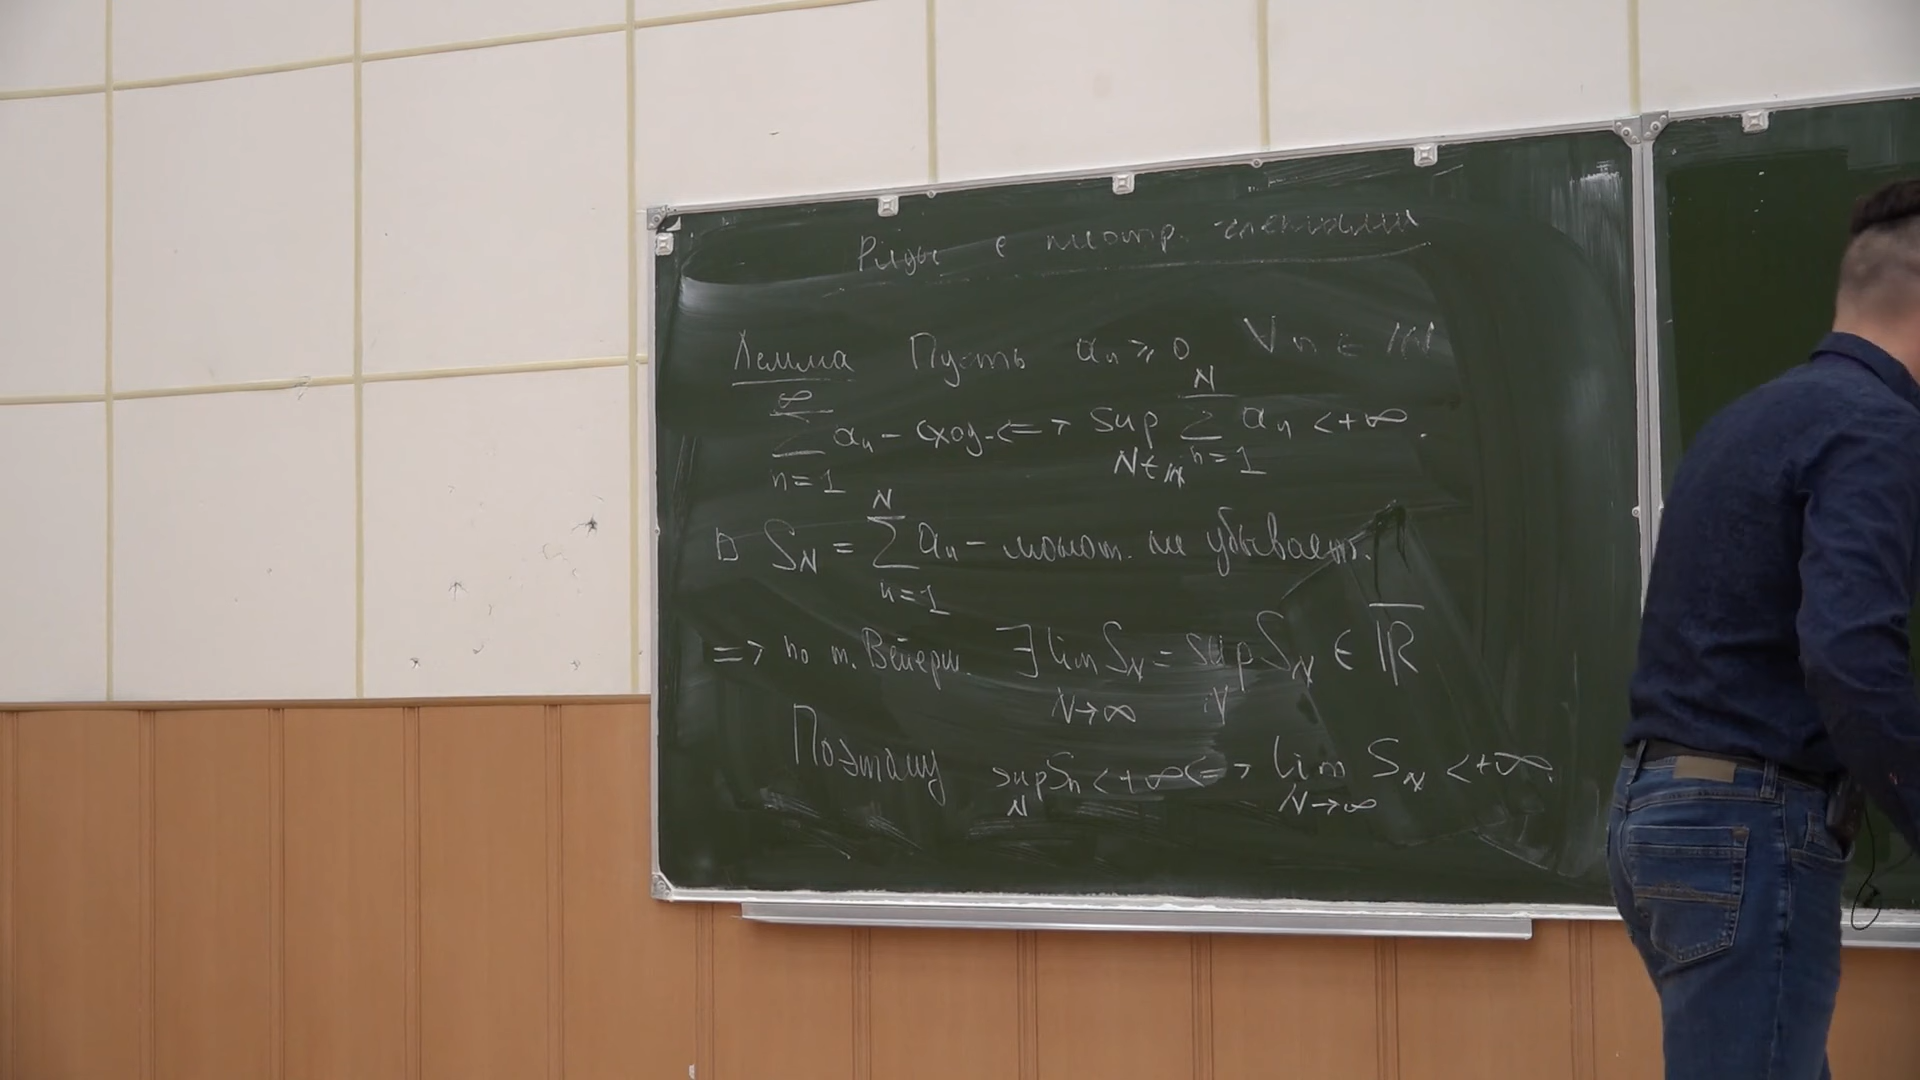 Ряды с неотр. членами
Лемма Пусть aₙ ⩾ 0 ∀ n ∈ ℕ
∑_{n=1}^{∞} aₙ - сход. <=> sup_{N∈ℕ} ∑_{n=1}^{N} aₙ < +∞.
□ S_N = ∑_{n=1}^{N} aₙ - монот. не убывает.
=> по т. Вейерш. ∃ lim_{N→∞} S_N = sup_N S_N ∈ ℝ̅
Поэтому sup_N Sₙ < +∞ <=> lim_{N→∞} S_N < +∞.